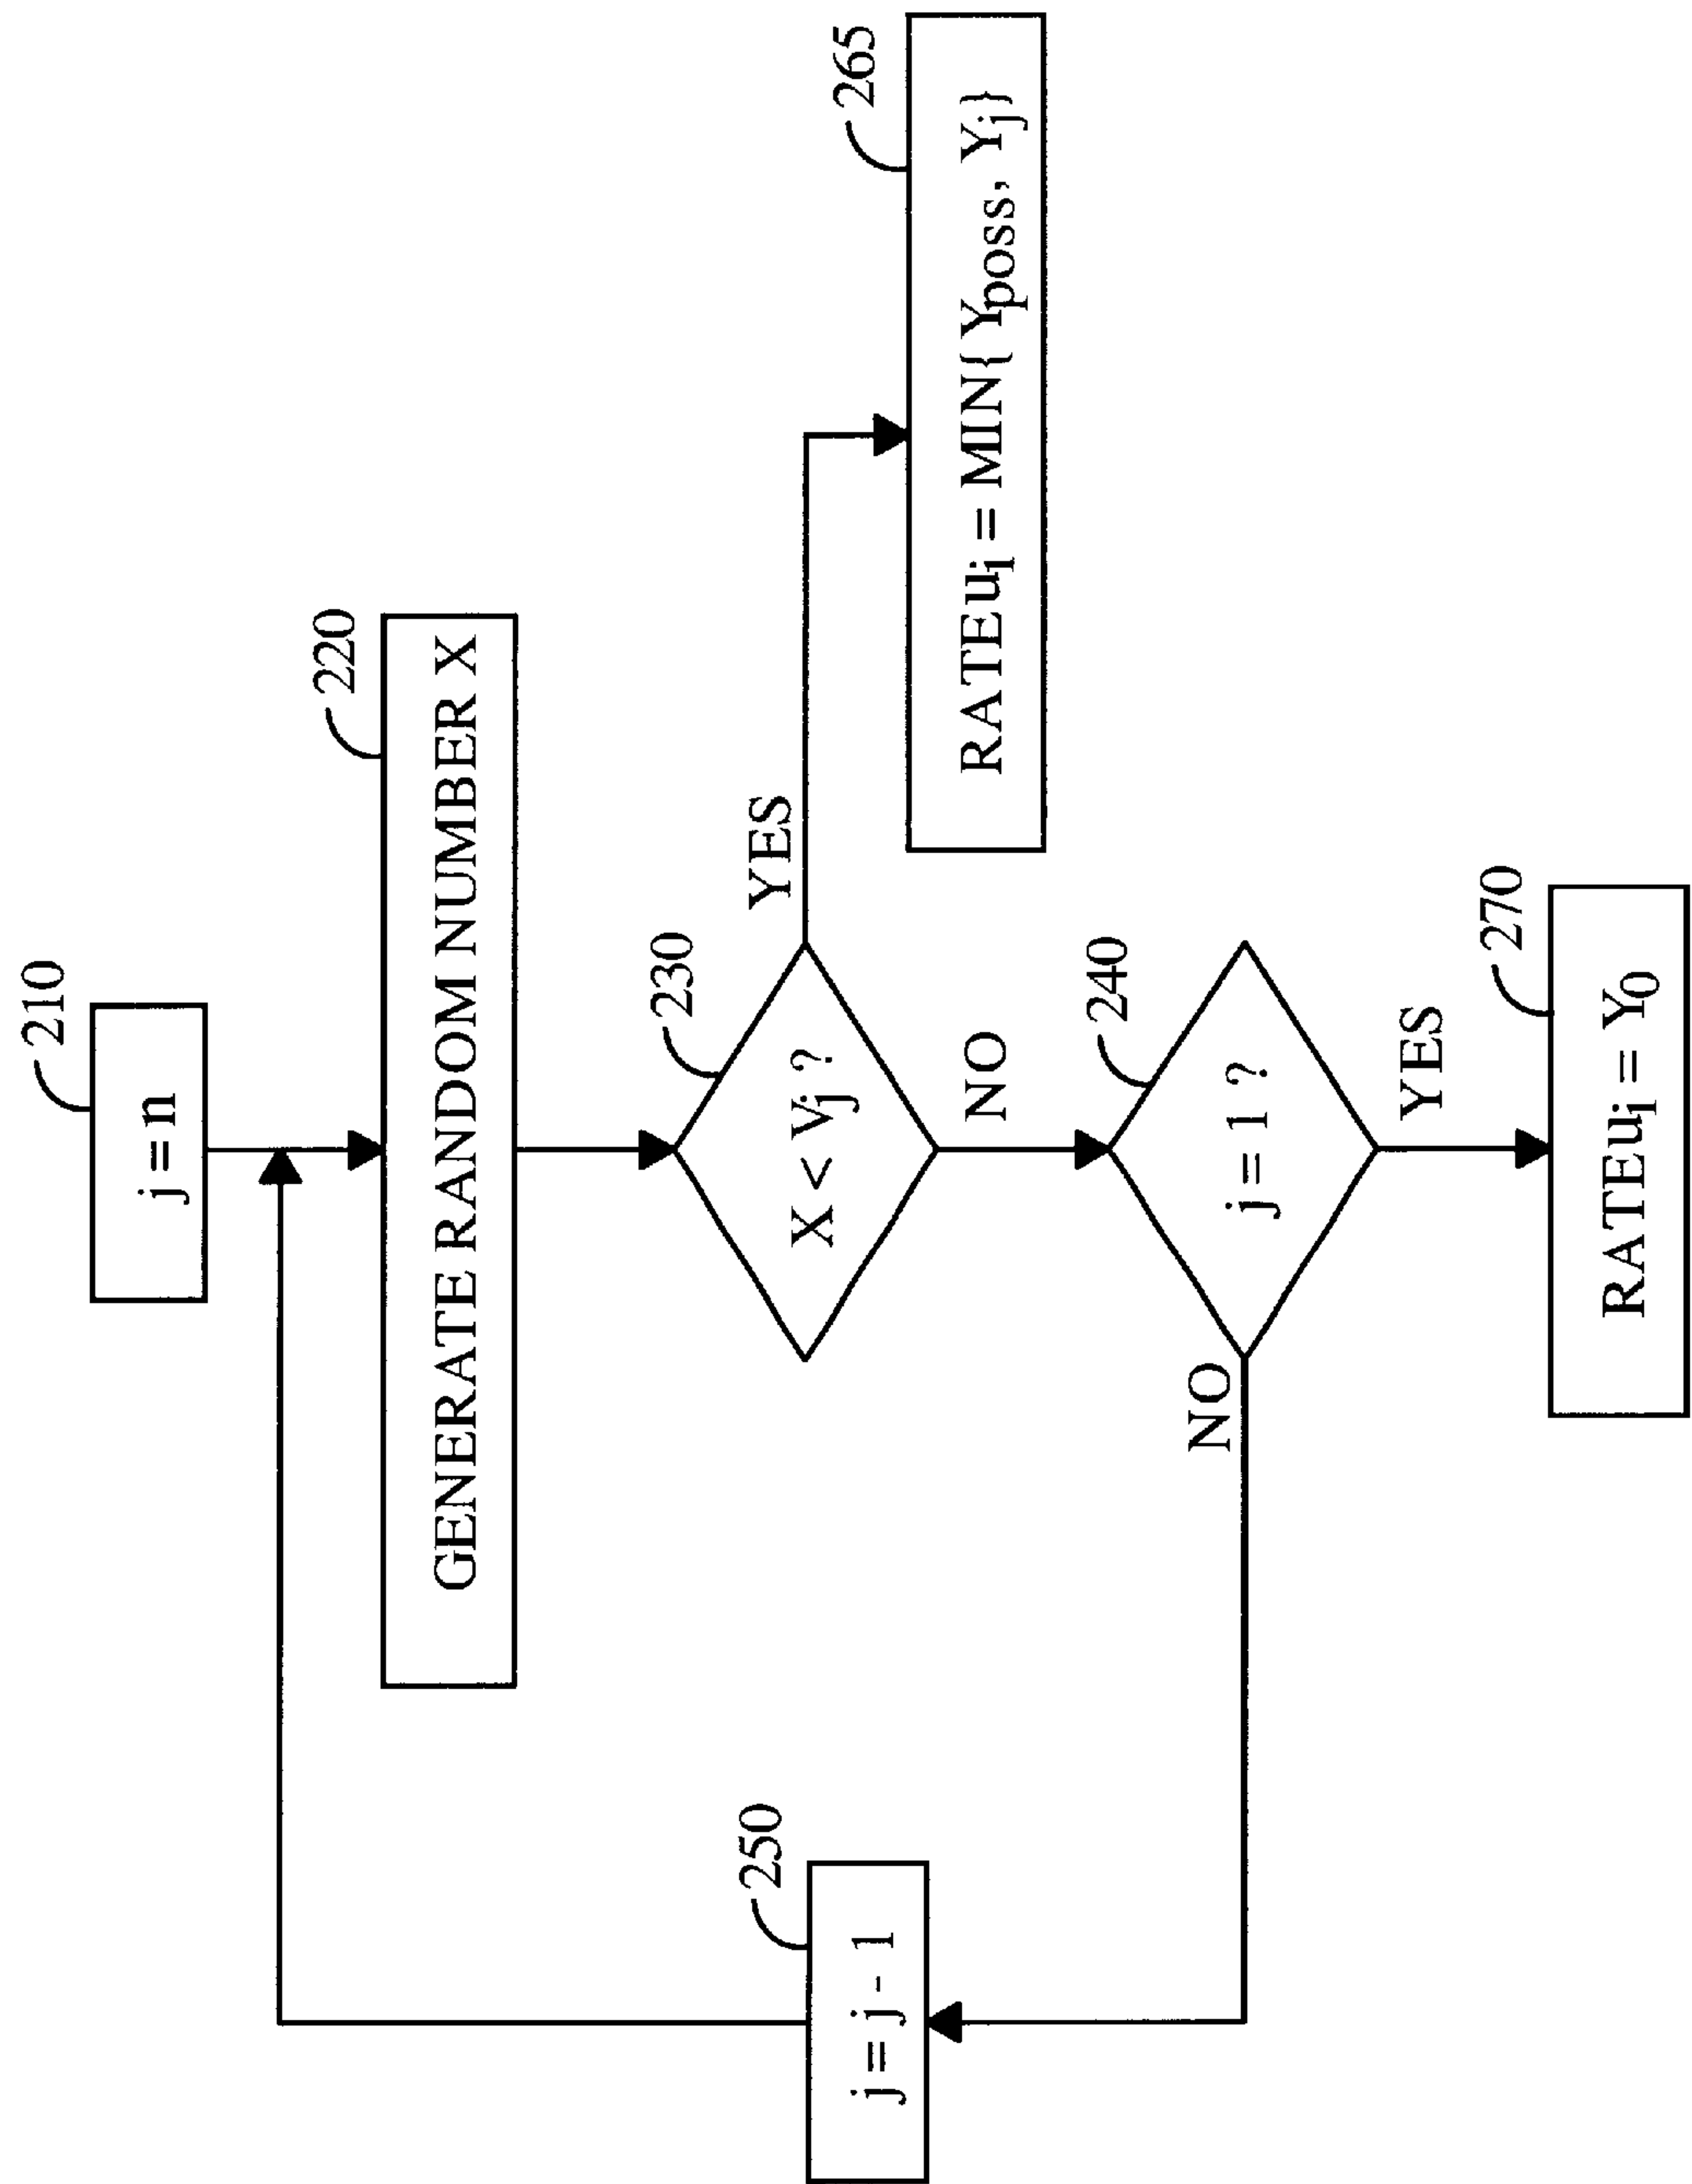 210
j = n
220
GENERATE RANDOM NUMBER X
230
X < Vj ?
YES
265
RATEui = MIN{Yposs, Yj}
NO
240
j = 1 ?
NO
250
j = j - 1
YES
270
RATEui = Y0